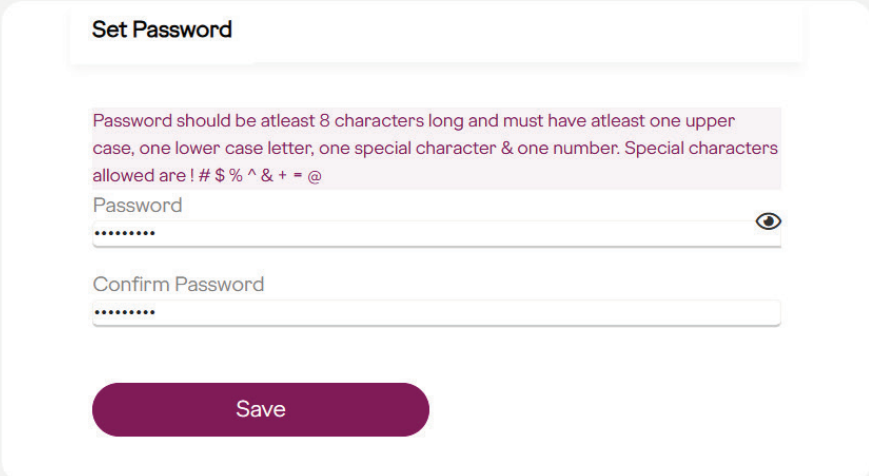 Set Password
Password should be atleast 8 characters long and must have atleast one upper
case, one lower case letter, one special character & one number. Special characters
allowed are ! # $ % ^ & + = @
Password
•••••••••
Confirm Password
•••••••••
Save